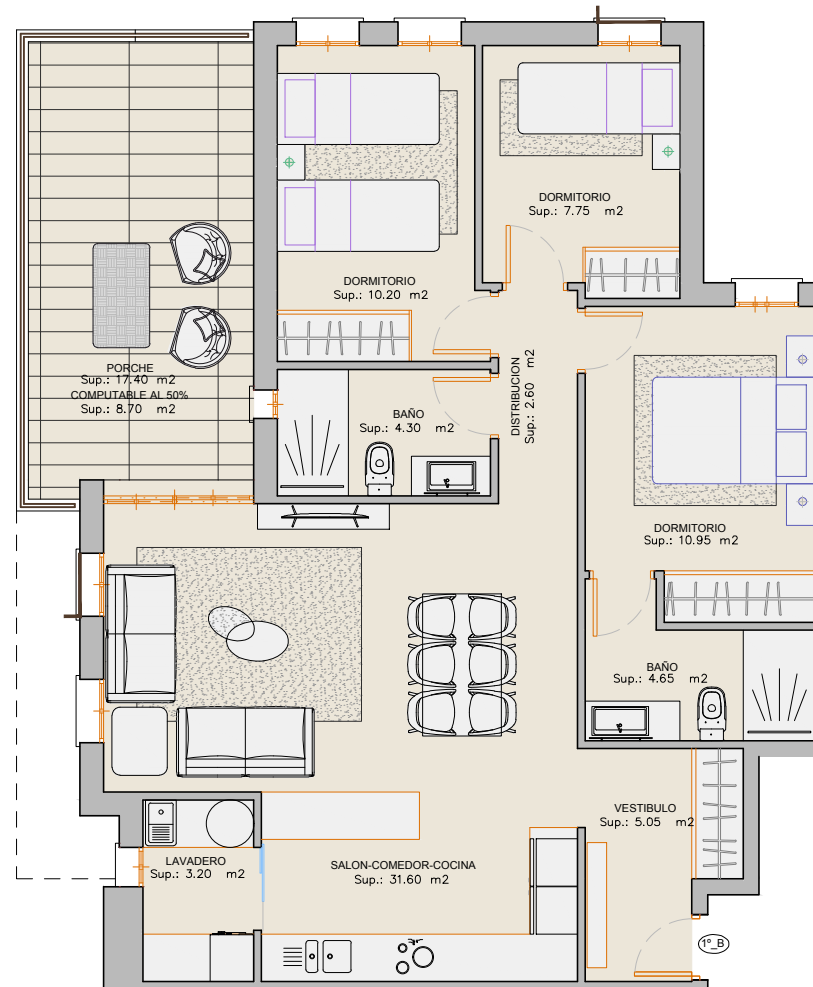 DORMITORIO
Sup.: 7.75 m2
DORMITORIO
Sup.: 10.20 m2
PORCHE
Sup.: 17.40 m2
COMPUTABLE AL 50%
Sup.: 8.70 m2
BAÑO
Sup.: 4.30 m2
DISTRIBUCION
Sup.: 2.60 m2
DORMITORIO
Sup.: 10.95 m2
BAÑO
Sup.: 4.65 m2
VESTIBULO
Sup.: 5.05 m2
LAVADERO
Sup.: 3.20 m2
SALON-COMEDOR-COCINA
Sup.: 31.60 m2
1º_B